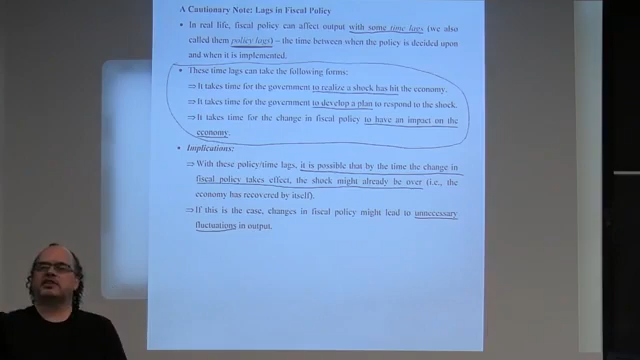 A Cautionary Note: Lags in Fiscal Policy
• In real life, fiscal policy can affect output with some time lags (we also
called them policy lags) – the time between when the policy is decided upon
and when it is implemented.
• These time lags can take the following forms:
⇒ It takes time for the government to realize a shock has hit the economy.
⇒ It takes time for the government to develop a plan to respond to the shock.
⇒ It takes time for the change in fiscal policy to have an impact on the
economy.
• Implications:
⇒ With these policy/time lags, it is possible that by the time the change in
fiscal policy takes effect, the shock might already be over (i.e., the
economy has recovered by itself).
⇒ If this is the case, changes in fiscal policy might lead to unnecessary
fluctuations in output.